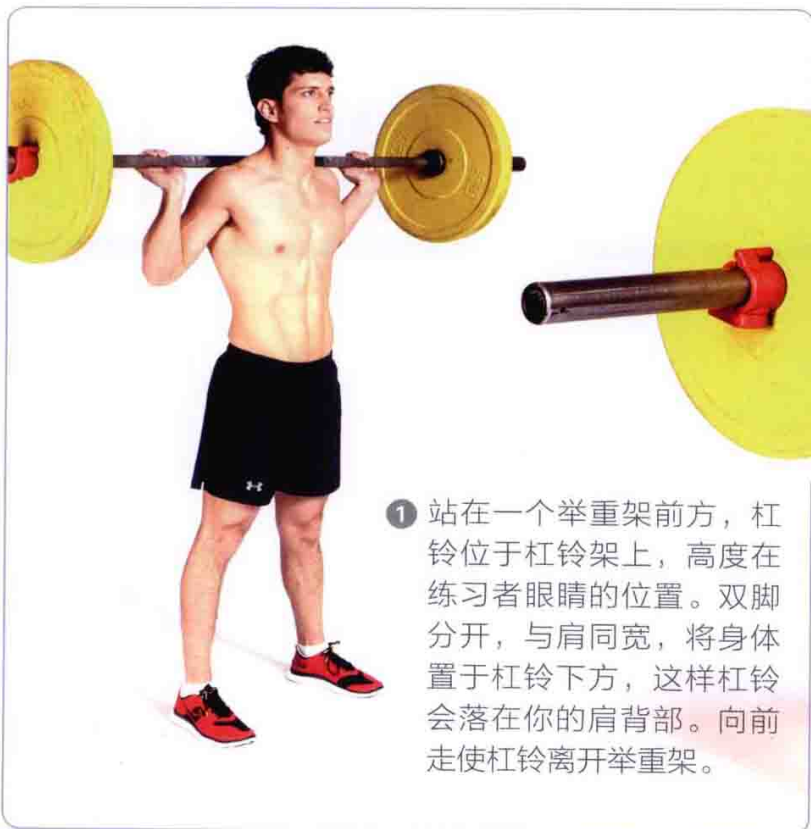 ❶ 站在一个举重架前方，杠
铃位于杠铃架上，高度在
练习者眼睛的位置。双脚
分开，与肩同宽，将身体
置于杠铃下方，这样杠铃
会落在你的肩背部。向前
走使杠铃离开举重架。